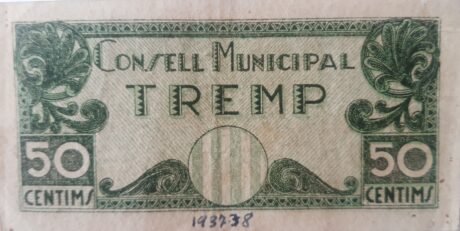 CONSELL MUNICIPAL
TREMP
50 50
CENTIMS CENTIMS
1937-38